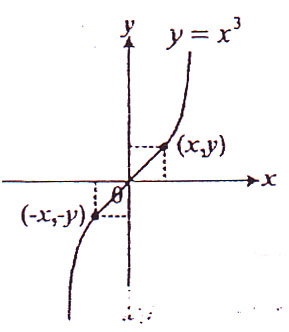 y
y = x³
(x,y)
x
(-x,-y)
θ